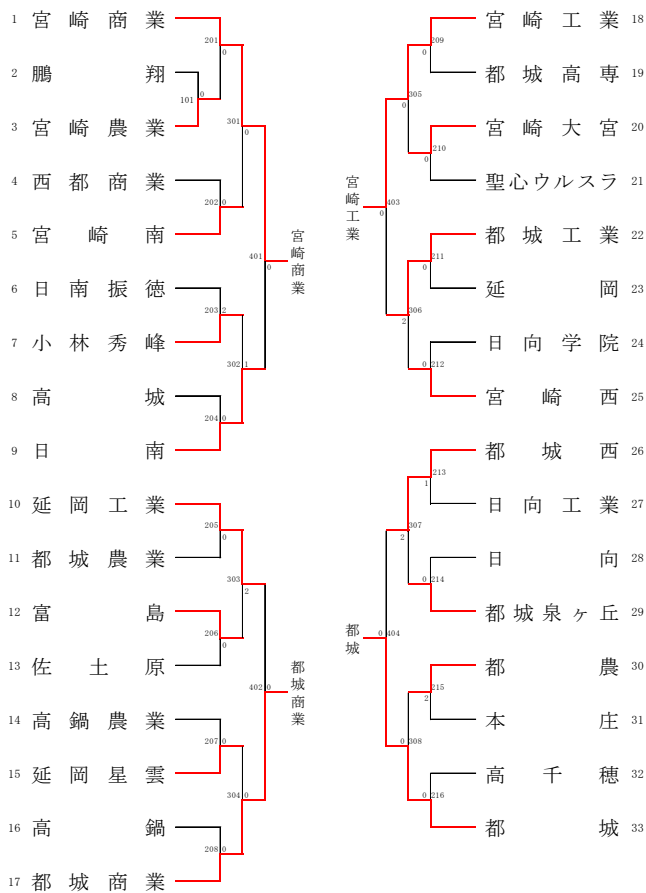 1 宮崎商業
2 鵬翔
3 宮崎農業
4 西都商業
5 宮崎南
6 日南振徳
7 小林秀峰
8 高城
9 日南
10 延岡工業
11 都城農業
12 富島
13 佐土原
14 高鍋農業
15 延岡星雲
16 高鍋
17 都城商業
101 0
201 0
202 0
203 2
204 0
205 0
206 0
207 0
208 0
301 0
302 1
303 2
304 0
401 0
402 0
宮崎商業
都城商業
宮崎工業
都城
403 0
0 404
305 0
306 2
307 2
0 308
209 0
210 0
211 0
0 212
213 1
0 214
215 2
0 216
宮崎工業 18
都城高専 19
宮崎大宮 20
聖心ウルスラ 21
都城工業 22
延岡 23
日向学院 24
宮崎西 25
都城西 26
日向工業 27
日向 28
都城泉ヶ丘 29
都農 30
本庄 31
高千穂 32
都城 33